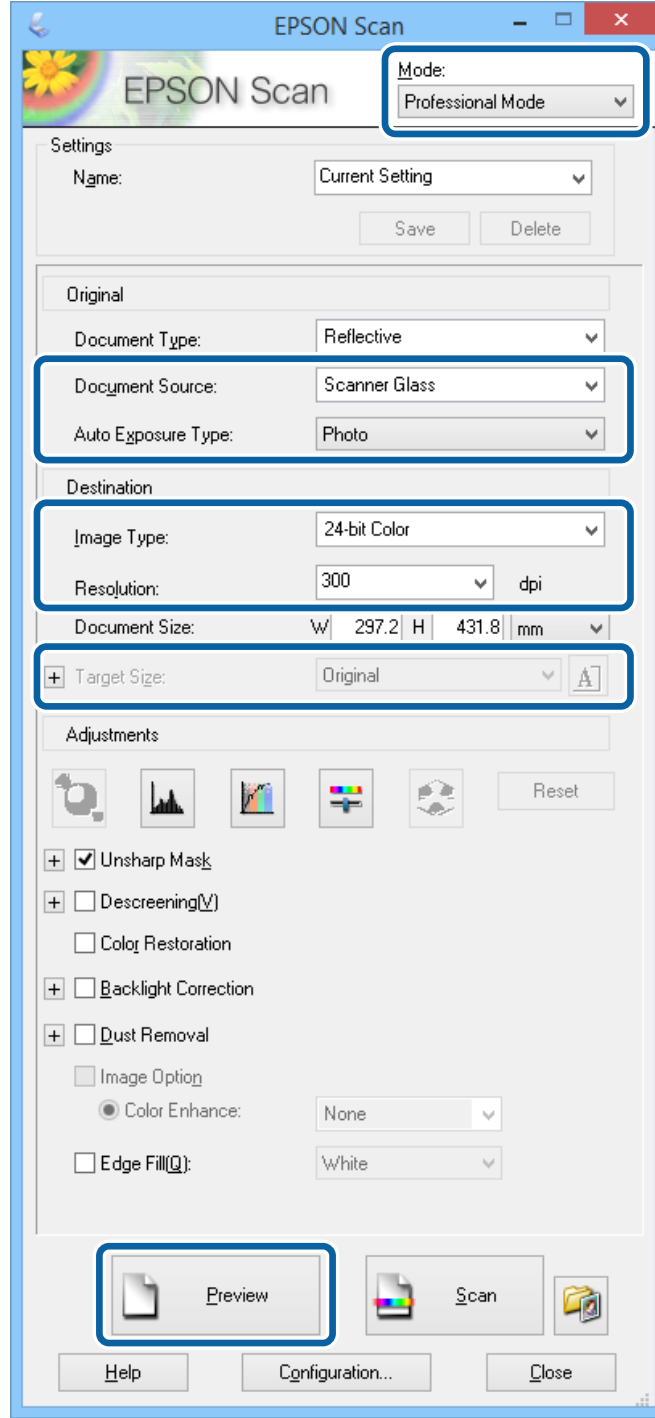 EPSON Scan
EPSON Scan
Mode:
Professional Mode
Settings
Name: Current Setting
Save Delete
Original
Document Type: Reflective
Document Source: Scanner Glass
Auto Exposure Type: Photo
Destination
Image Type: 24-bit Color
Resolution: 300 dpi
Document Size: W 297.2 H 431.8 mm
+ Target Size: Original A
Adjustments
Reset
+ Unsharp Mask
+ Descreening(V)
Color Restoration
+ Backlight Correction
+ Dust Removal
Image Option
Color Enhance: None
Edge Fill(Q): White
Preview Scan
Help Configuration... Close